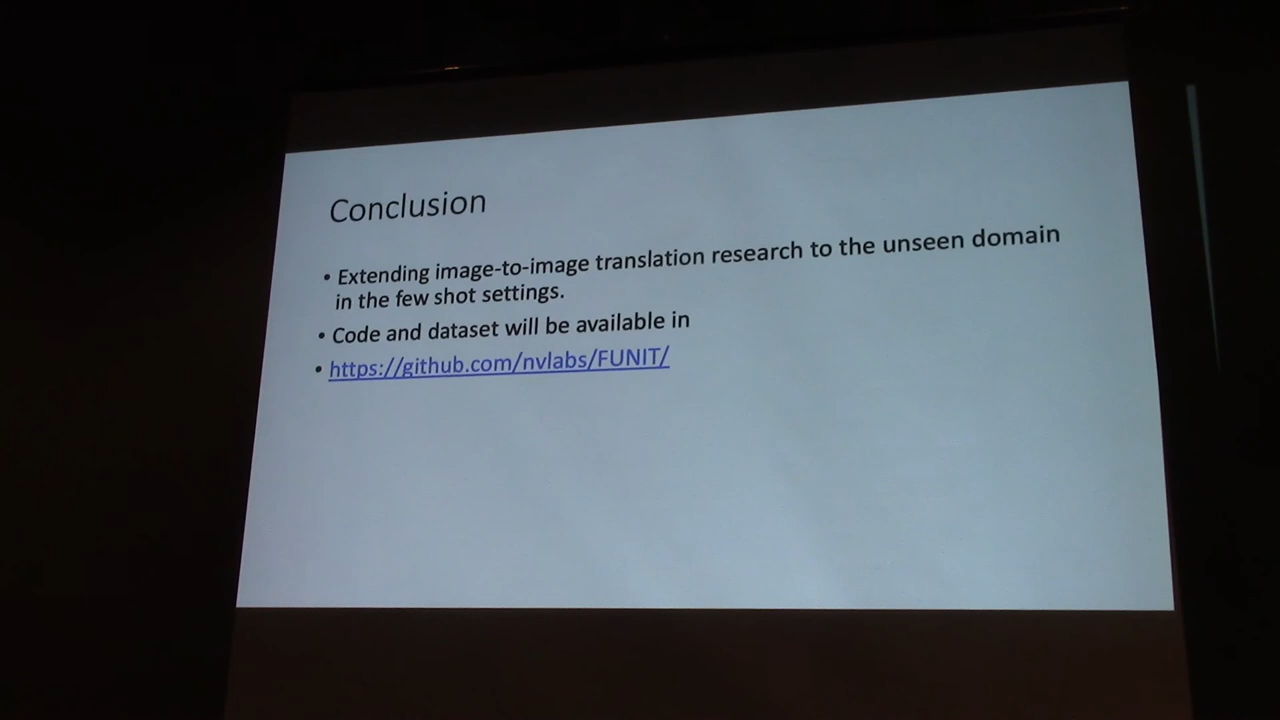 Conclusion
• Extending image-to-image translation research to the unseen domain
in the few shot settings.
• Code and dataset will be available in
• https://github.com/nvlabs/FUNIT/